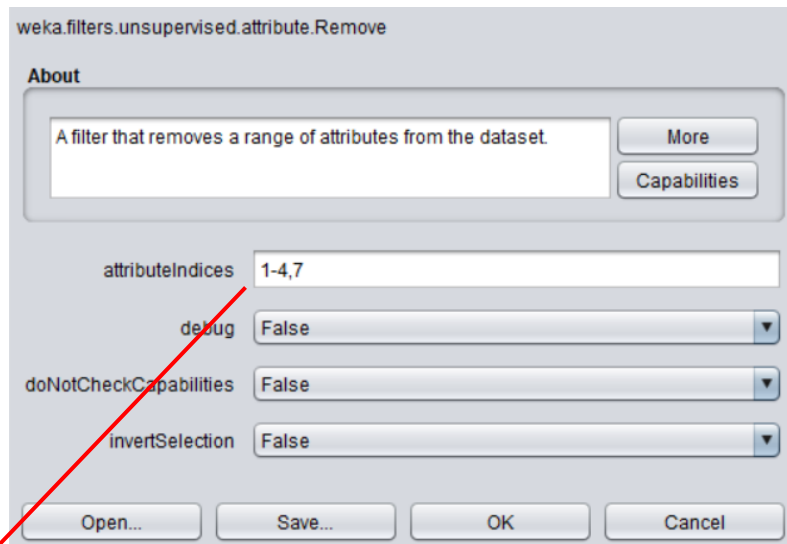 weka.filters.unsupervised.attribute.Remove
About
A filter that removes a range of attributes from the dataset.
More
Capabilities
attributeIndices 1-4,7
debug False
doNotCheckCapabilities False
invertSelection False
Open... Save... OK Cancel